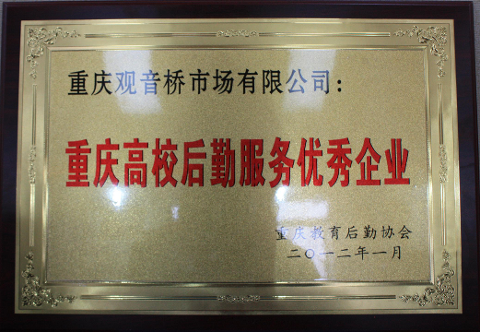 重庆观音桥市场有限公司：
重庆高校后勤服务优秀企业
重庆教育后勤协会
二〇一二年一月